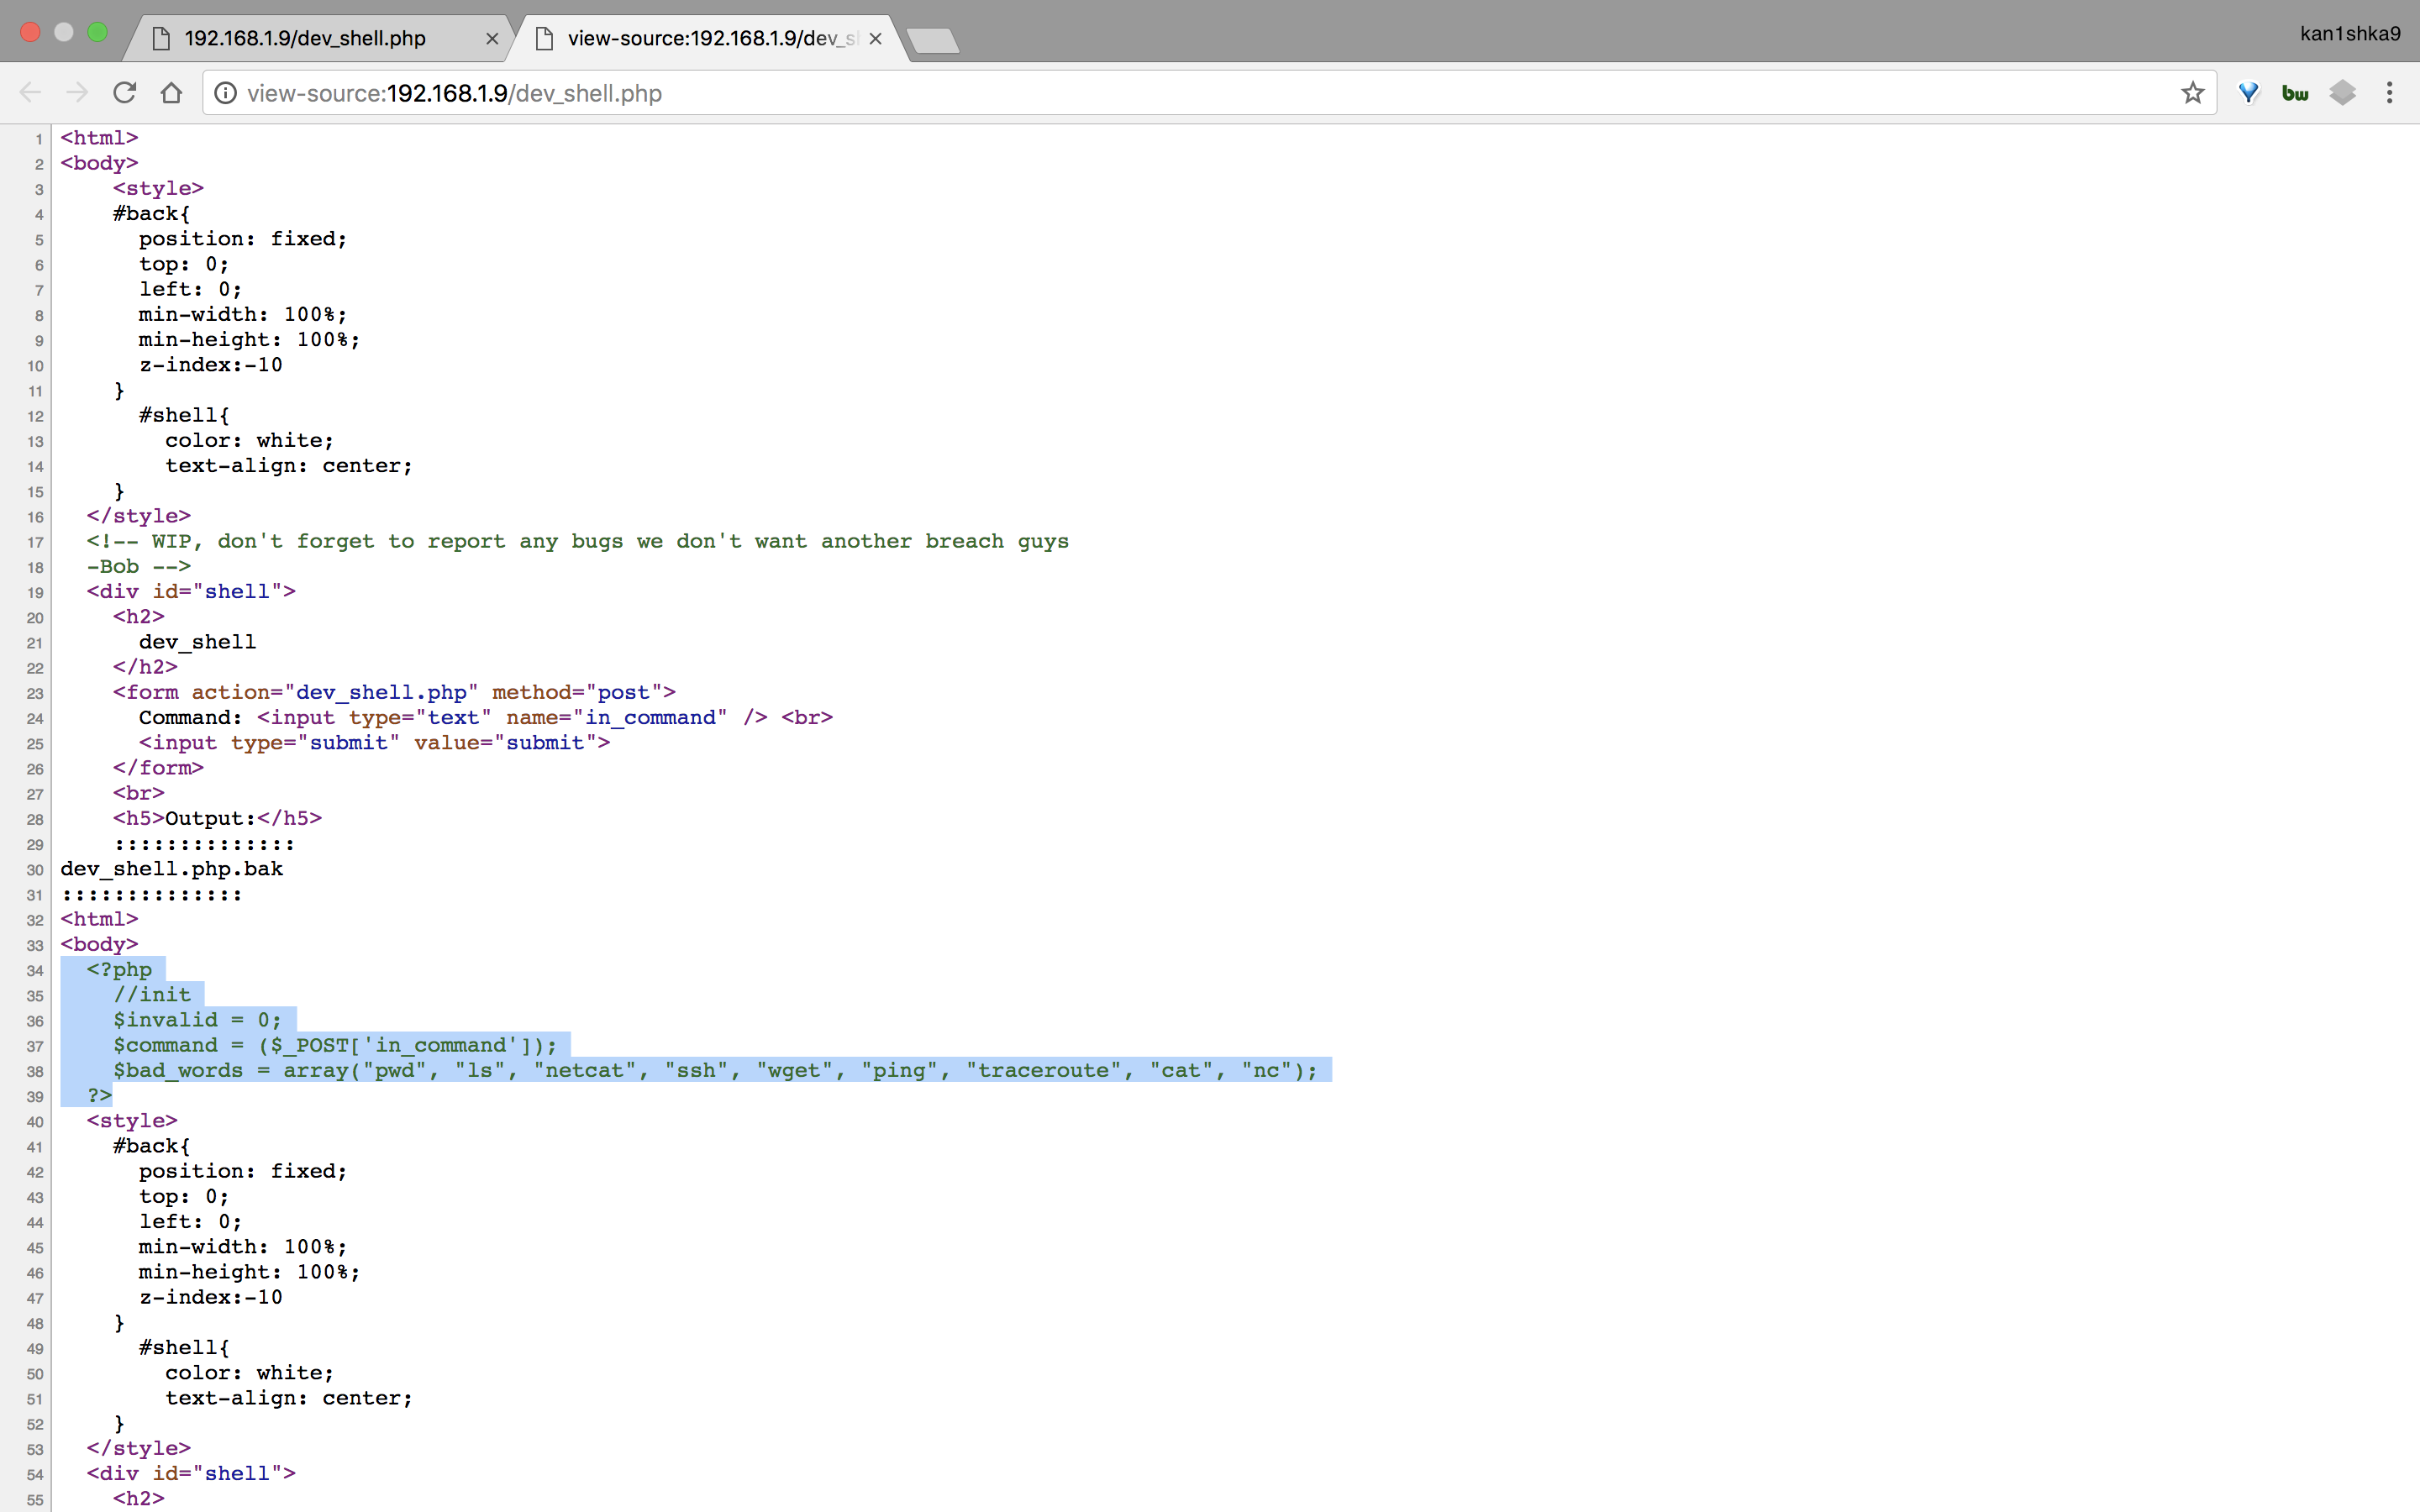 192.168.1.9/dev_shell.php
view-source:192.168.1.9/dev_s
kan1shka9
view-source:192.168.1.9/dev_shell.php
bw
1 <html>
2 <body>
3 <style>
4 #back{
5 position: fixed;
6 top: 0;
7 left: 0;
8 min-width: 100%;
9 min-height: 100%;
10 z-index:-10
11 }
12 #shell{
13 color: white;
14 text-align: center;
15 }
16 </style>
17 <!-- WIP, don't forget to report any bugs we don't want another breach guys
18 -Bob -->
19 <div id="shell">
20 <h2>
21 dev_shell
22 </h2>
23 <form action="dev_shell.php" method="post">
24 Command: <input type="text" name="in_command" /> <br>
25 <input type="submit" value="submit">
26 </form>
27 <br>
28 <h5>Output:</h5>
29 ::::::::::::::
30 dev_shell.php.bak
31 ::::::::::::::
32 <html>
33 <body>
34 <?php
35 //init
36 $invalid = 0;
37 $command = ($_POST['in_command']);
38 $bad_words = array("pwd", "ls", "netcat", "ssh", "wget", "ping", "traceroute", "cat", "nc");
39 ?>
40 <style>
41 #back{
42 position: fixed;
43 top: 0;
44 left: 0;
45 min-width: 100%;
46 min-height: 100%;
47 z-index:-10
48 }
49 #shell{
50 color: white;
51 text-align: center;
52 }
53 </style>
54 <div id="shell">
55 <h2>